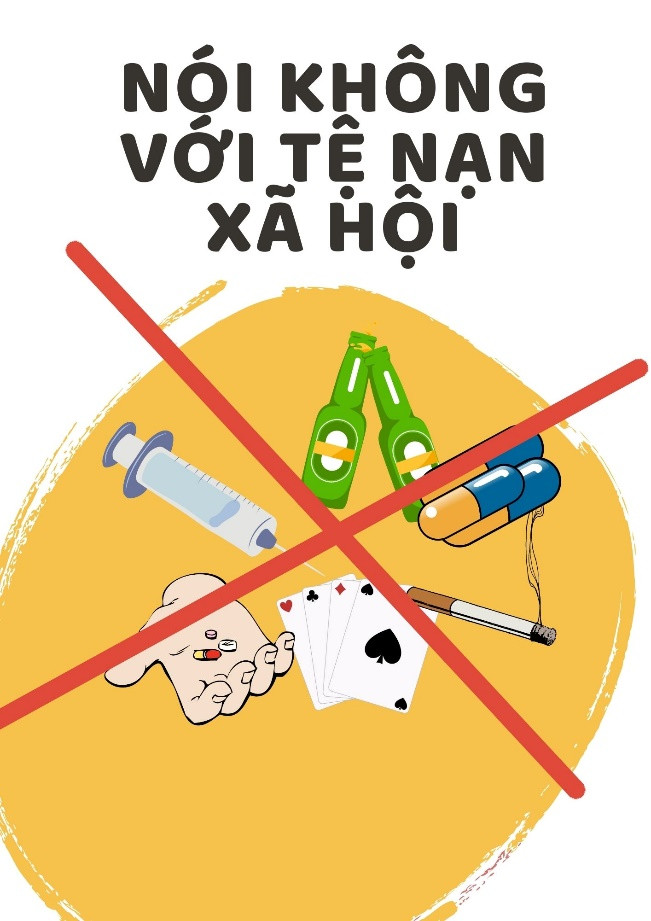 NÓI KHÔNG
VỚI TỆ NẠN
XÃ HỘI